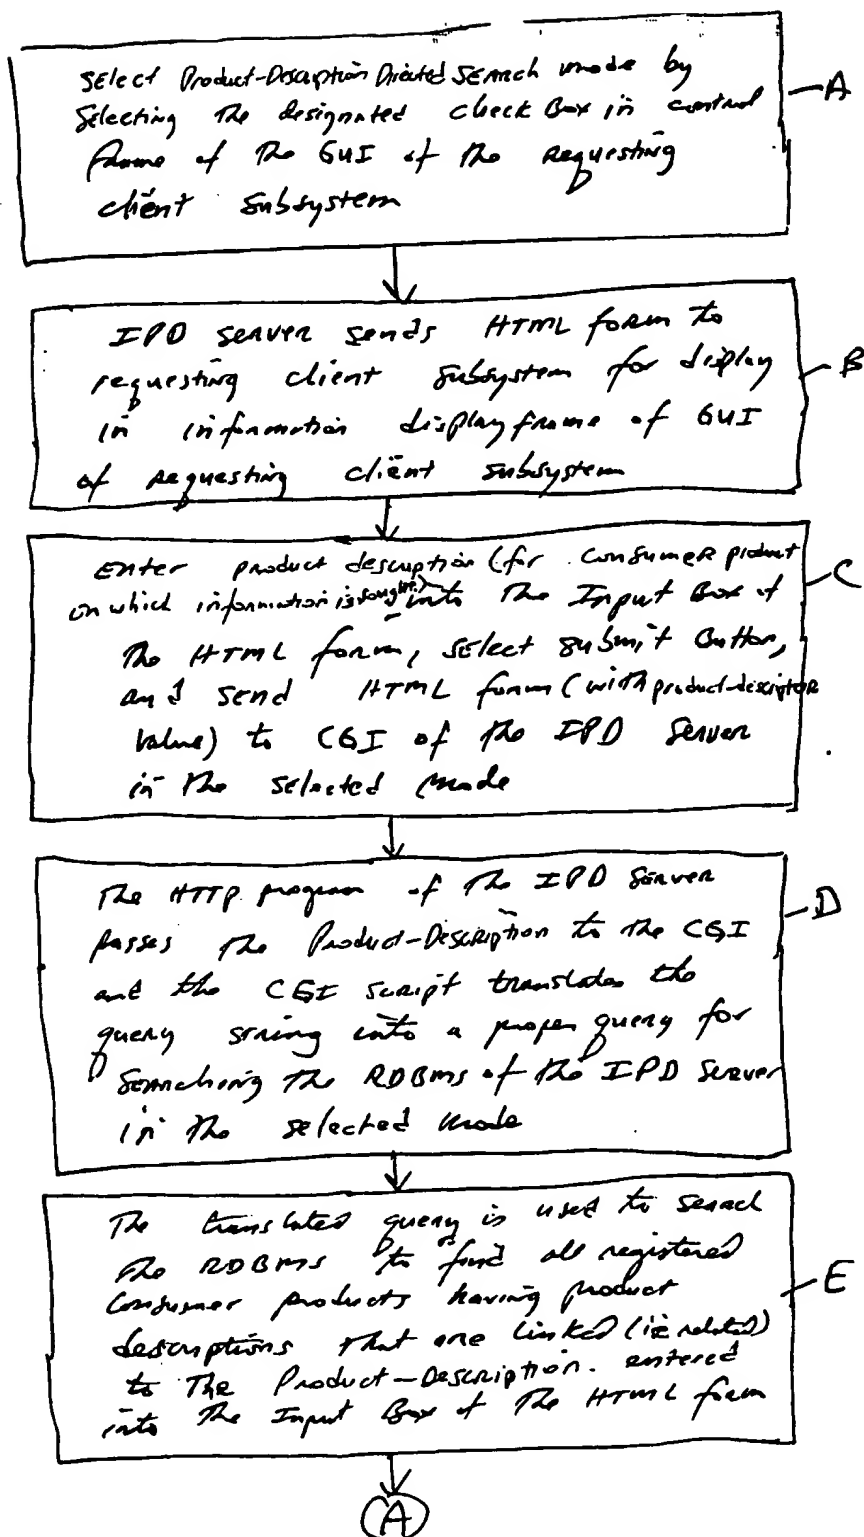 Select Product-Description Directed Search mode by
Selecting the designated check Box in control
frame of the GUI of the requesting
client subsystem
A
IPD server sends HTML form to
requesting client subsystem for display
in information display frame of GUI
of requesting client subsystem
B
Enter product description (for consumer product
on which information is sought) into the Input Box of
the HTML form, select submit Button,
and send HTML form (with product-descriptor
value) to CGI of the IPD Server
in the selected mode
C
The HTTP program of the IPD Server
passes the Product-Description to the CGI
and the CGI script translates the
query string into a proper query for
searching the RDBMS of the IPD Server
in the selected mode
D
The translated query is used to search
the RDBMS to find all registered
consumer products having product
descriptions that are linked (ie related)
to the Product-Description. entered
into the Input Box of the HTML form
E
A